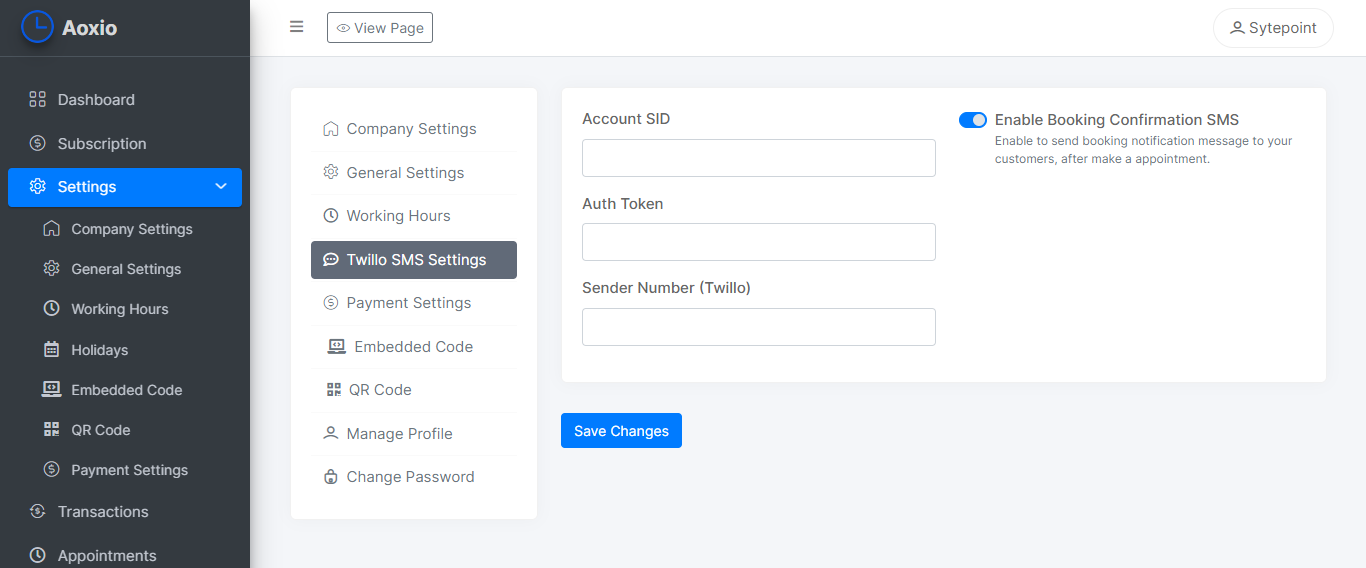 Aoxio
View Page
Sytepoint
Dashboard
Subscription
Settings
Company Settings
General Settings
Working Hours
Holidays
Embedded Code
QR Code
Payment Settings
Transactions
Appointments
Company Settings
General Settings
Working Hours
Twillo SMS Settings
Payment Settings
Embedded Code
QR Code
Manage Profile
Change Password
Account SID
Auth Token
Sender Number (Twillo)
Enable Booking Confirmation SMS
Enable to send booking notification message to your
customers, after make a appointment.
Save Changes